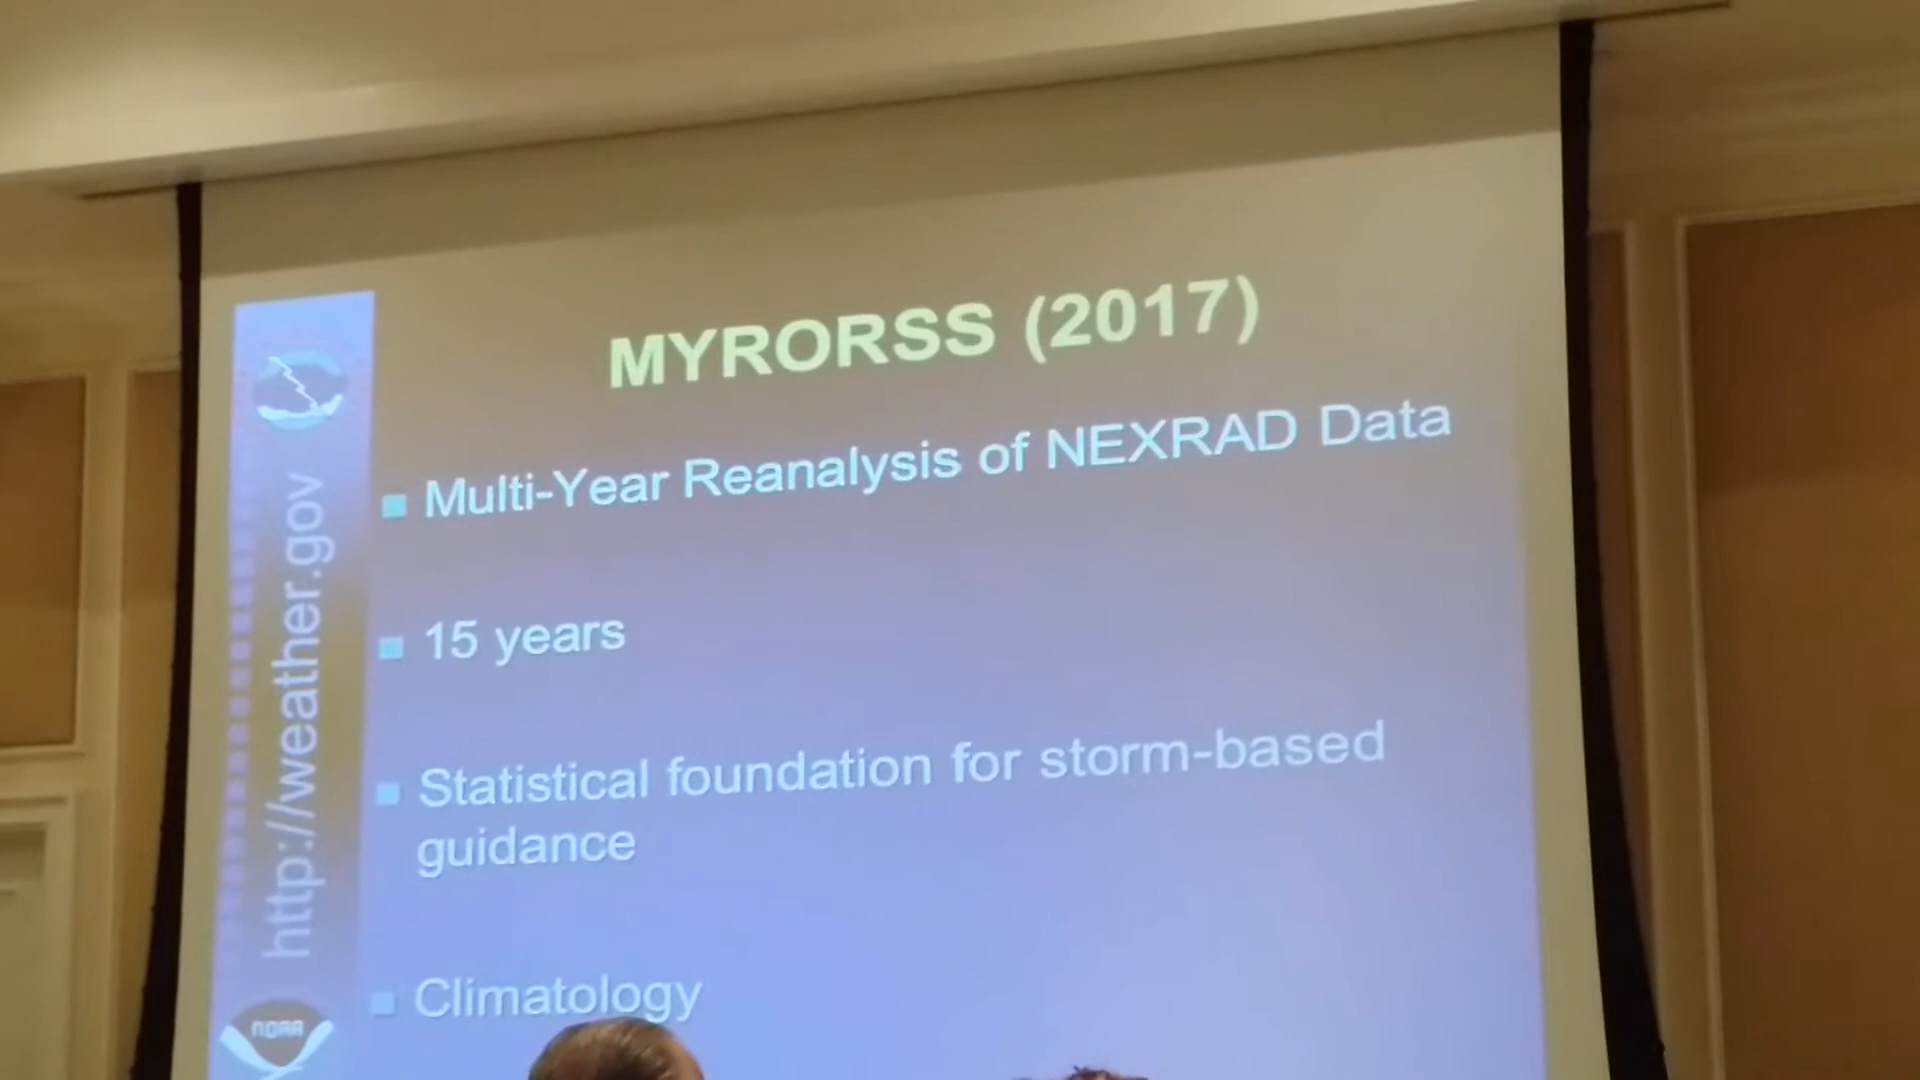 MYRORSS (2017)
Multi-Year Reanalysis of NEXRAD Data
15 years
Statistical foundation for storm-based
guidance
Climatology
http://weather.gov
NOAA